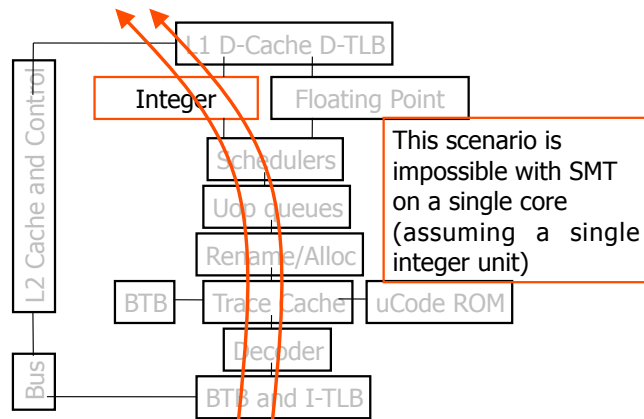 L1 D-Cache D-TLB
Integer
Floating Point
L2 Cache and Control
This scenario is
impossible with SMT
on a single core
(assuming a single
integer unit)
Schedulers
Uop queues
Rename/Alloc
BTB
Trace Cache
uCode ROM
Decoder
Bus
BTB and I-TLB